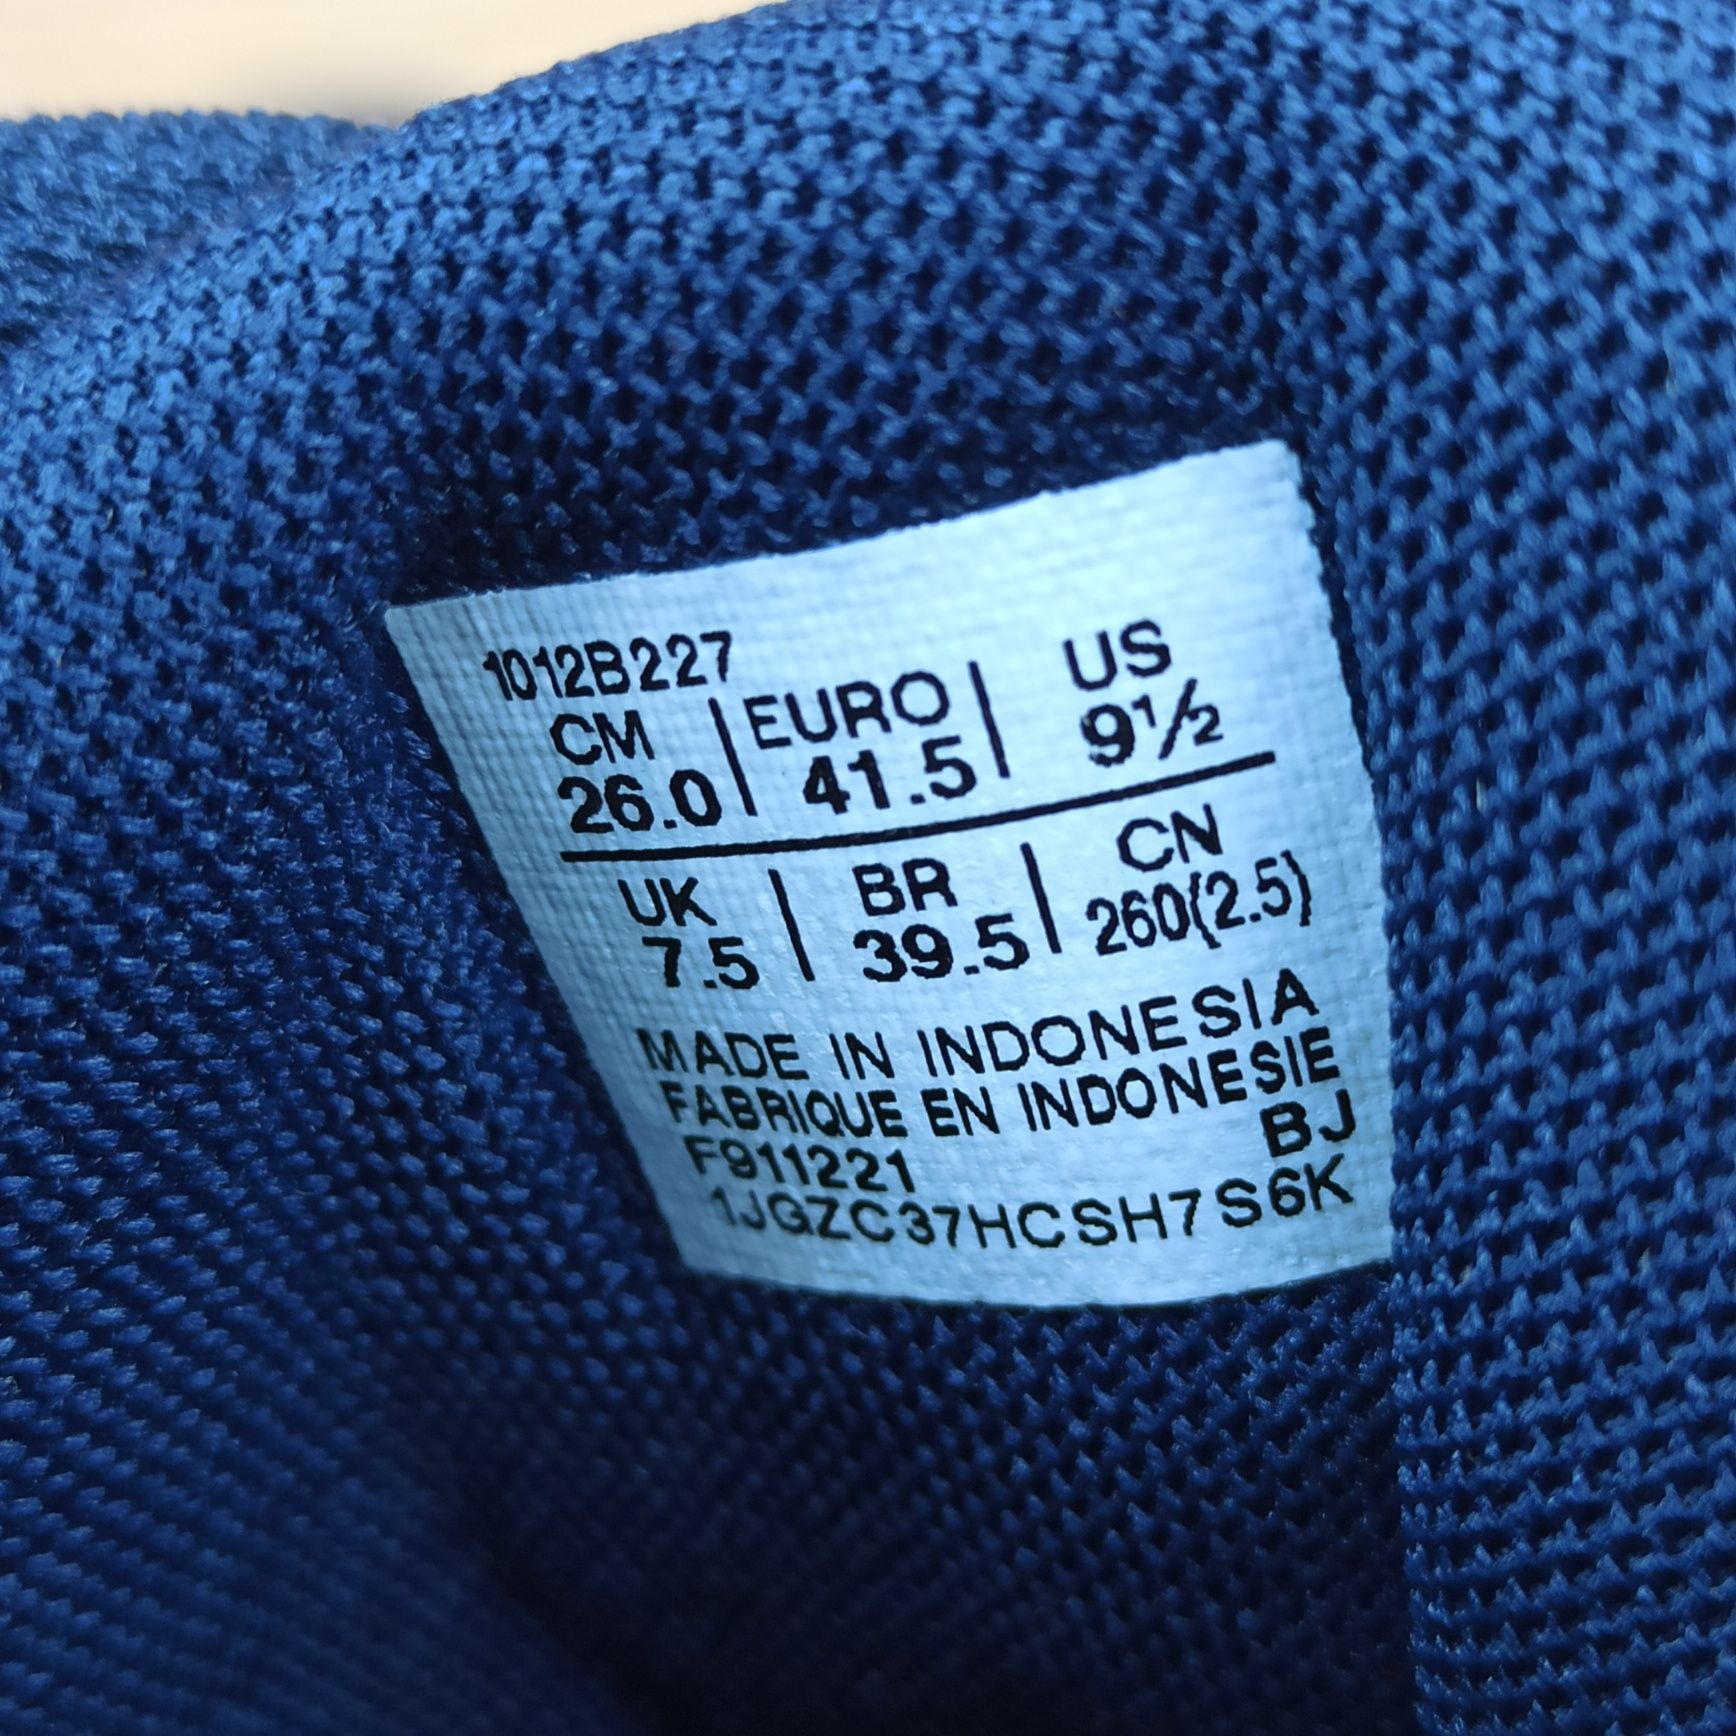 1012B227
CM | EURO | US
26.0 | 41.5 | 9½
UK | BR | CN
7.5 | 39.5 | 260(2.5)
MADE IN INDONESIA
FABRIQUE EN INDONESIE
BJ
F911221
1JGZC37HCSH7S6K